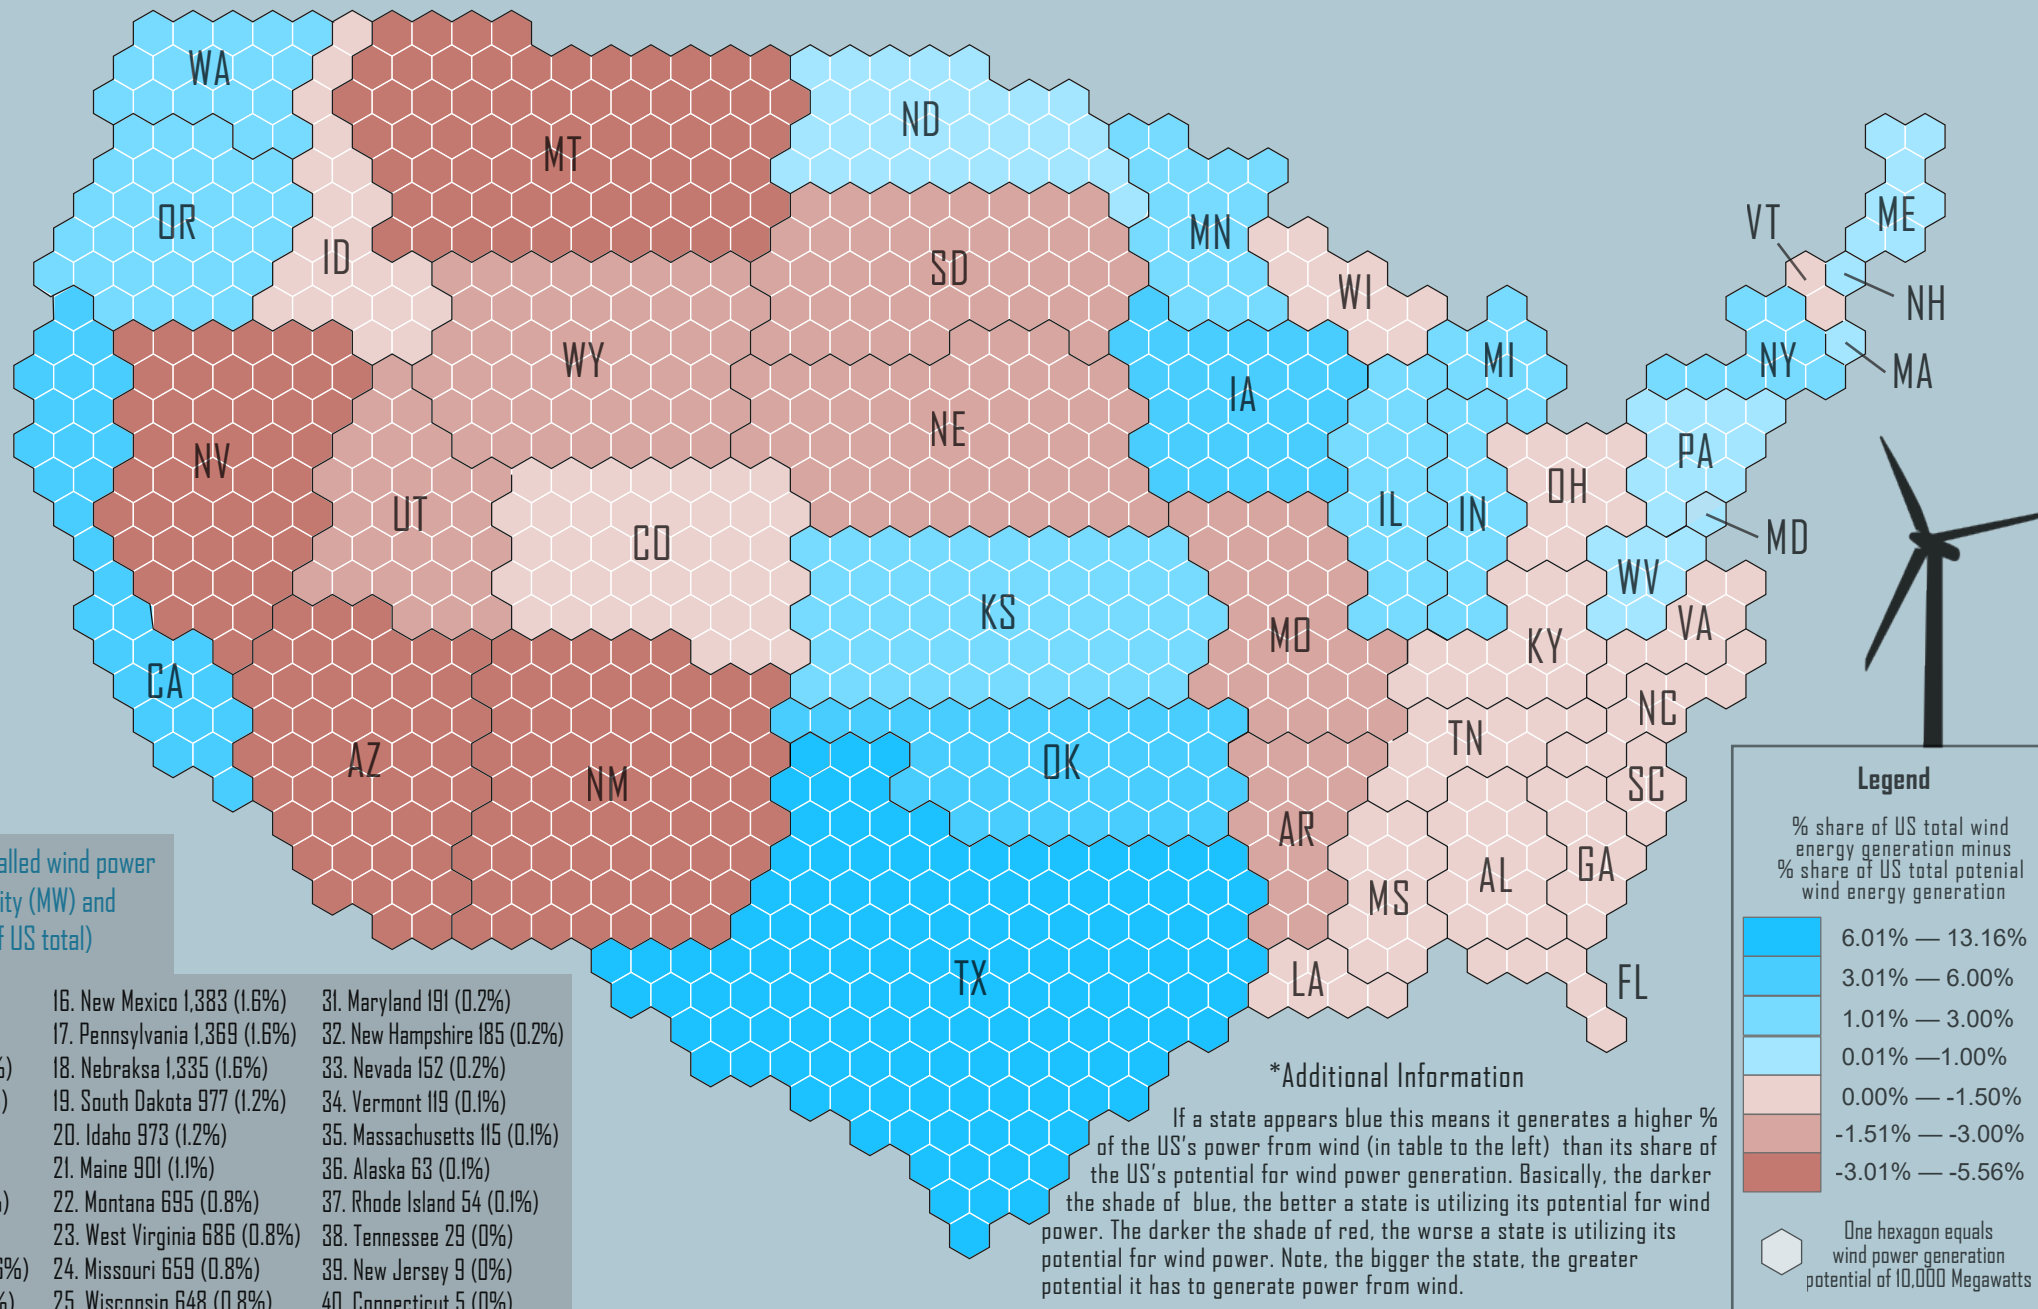 WA
MT
ND
OR
ID
MN
SD
WI
VT
ME
NH
MA
WY
NE
IA
MI
NY
NV
UT
CO
IL
IN
OH
PA
MD
WV
KS
MO
KY
VA
CA
AZ
NM
OK
TN
NC
SC
AR
MS
AL
GA
TX
LA
FL
alled wind power
ity (MW) and
f US total)
16. New Mexico 1,383 (1.6%)
17. Pennsylvania 1,369 (1.6%)
18. Nebraksa 1,335 (1.6%)
19. South Dakota 977 (1.2%)
20. Idaho 973 (1.2%)
21. Maine 901 (1.1%)
22. Montana 695 (0.8%)
23. West Virginia 686 (0.8%)
24. Missouri 659 (0.8%)
25. Wisconsin 648 (0.8%)
31. Maryland 191 (0.2%)
32. New Hampshire 185 (0.2%)
33. Nevada 152 (0.2%)
34. Vermont 119 (0.1%)
35. Massachusetts 115 (0.1%)
36. Alaska 63 (0.1%)
37. Rhode Island 54 (0.1%)
38. Tennessee 29 (0%)
39. New Jersey 9 (0%)
40. Connecticut 5 (0%)
*Additional Information
If a state appears blue this means it generates a higher %
of the US's power from wind (in table to the left) than its share of
the US's potential for wind power generation. Basically, the darker
the shade of blue, the better a state is utilizing its potential for wind
power. The darker the shade of red, the worse a state is utilizing its
potential for wind power. Note, the bigger the state, the greater
potential it has to generate power from wind.
Legend
% share of US total wind
energy generation minus
% share of US total potenial
wind energy generation
6.01% — 13.16%
3.01% — 6.00%
1.01% — 3.00%
0.01% —1.00%
0.00% — -1.50%
-1.51% — -3.00%
-3.01% — -5.56%
One hexagon equals
wind power generation
potential of 10,000 Megawatts